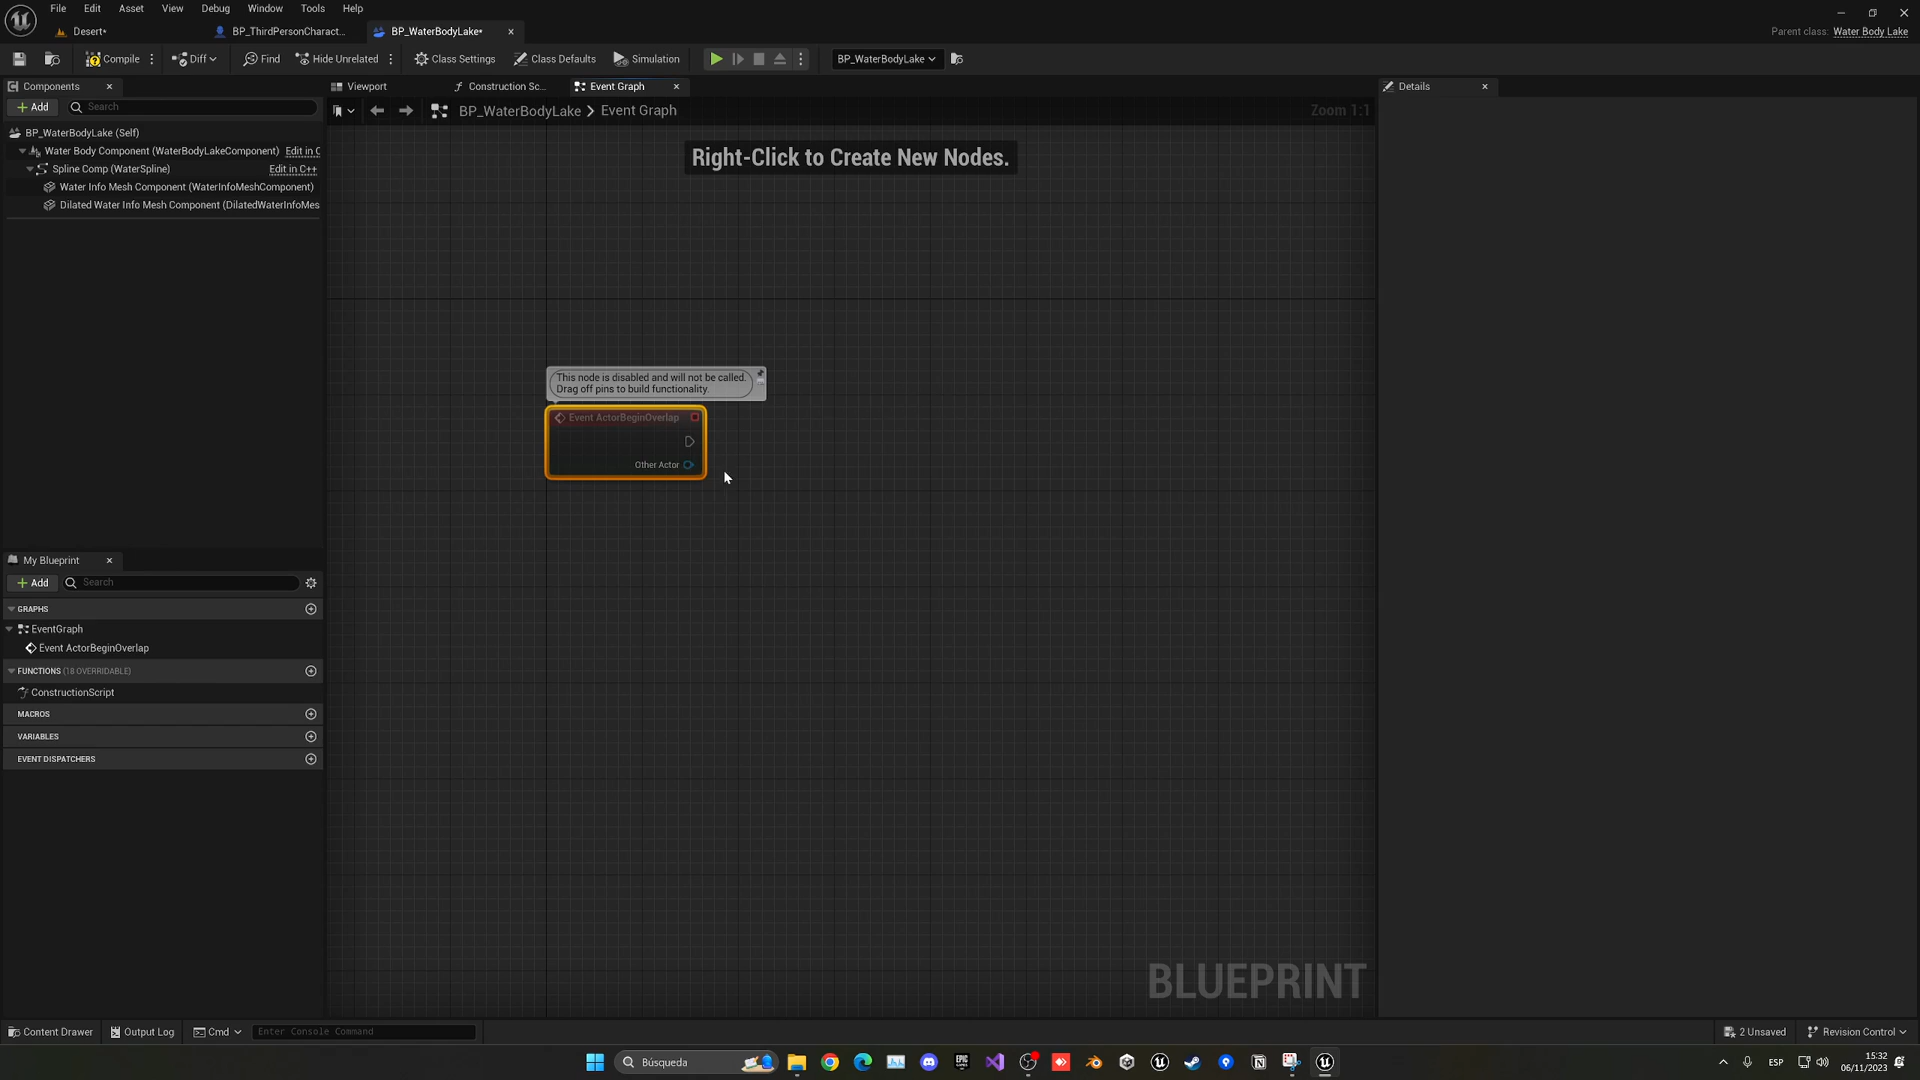 File Edit Asset View Debug Window Tools Help
Desert*
BP_ThirdPersonCharact...
BP_WaterBodyLake*
Parent class: Water Body Lake
Compile
Diff
Find
Hide Unrelated
Class Settings
Class Defaults
Simulation
BP_WaterBodyLake
Components
Viewport
Construction Sc...
Event Graph
Details
Add
Search
BP_WaterBodyLake > Event Graph
Zoom 1:1
BP_WaterBodyLake (Self)
Water Body Component (WaterBodyLakeComponent) Edit in C
Spline Comp (WaterSpline) Edit in C++
Water Info Mesh Component (WaterInfoMeshComponent)
Dilated Water Info Mesh Component (DilatedWaterInfoMes
Right-Click to Create New Nodes.
This node is disabled and will not be called.
Drag off pins to build functionality.
Event ActorBeginOverlap
Other Actor
My Blueprint
Add
Search
GRAPHS
EventGraph
Event ActorBeginOverlap
FUNCTIONS (18 OVERRIDABLE)
ConstructionScript
MACROS
VARIABLES
EVENT DISPATCHERS
BLUEPRINT
Content Drawer
Output Log
Cmd
Enter Console Command
2 Unsaved
Revision Control
Búsqueda
ESP
15:32
06/11/2023